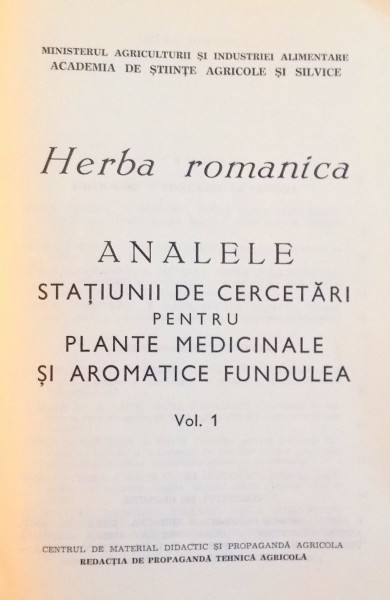 MINISTERUL AGRICULTURII ȘI INDUSTRIEI ALIMENTARE
ACADEMIA DE ȘTIINȚE AGRICOLE ȘI SILVICE
Herba romanica
ANALELE
STAȚIUNII DE CERCETĂRI
PENTRU
PLANTE MEDICINALE
ȘI AROMATICE FUNDULEA
Vol. 1
CENTRUL DE MATERIAL DIDACTIC ȘI PROPAGANDĂ AGRICOLA
REDACȚIA DE PROPAGANDĂ TEHNICĂ AGRICOLĂ